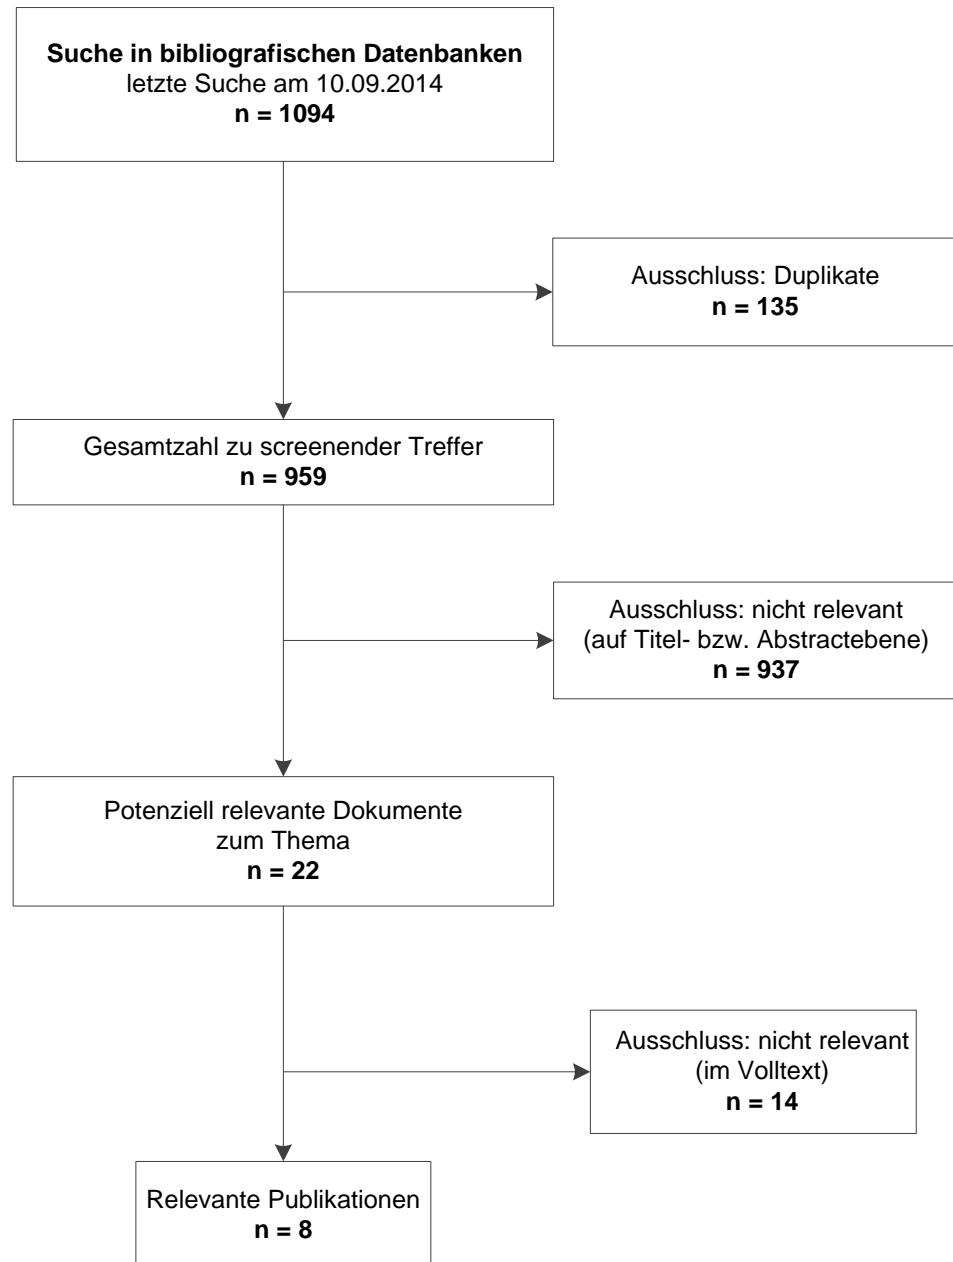 Suche in bibliografischen Datenbanken
letzte Suche am 10.09.2014
n = 1094
Ausschluss: Duplikate
n = 135
Gesamtzahl zu screenender Treffer
n = 959
Ausschluss: nicht relevant
(auf Titel- bzw. Abstractebene)
n = 937
Potenziell relevante Dokumente
zum Thema
n = 22
Ausschluss: nicht relevant
(im Volltext)
n = 14
Relevante Publikationen
n = 8